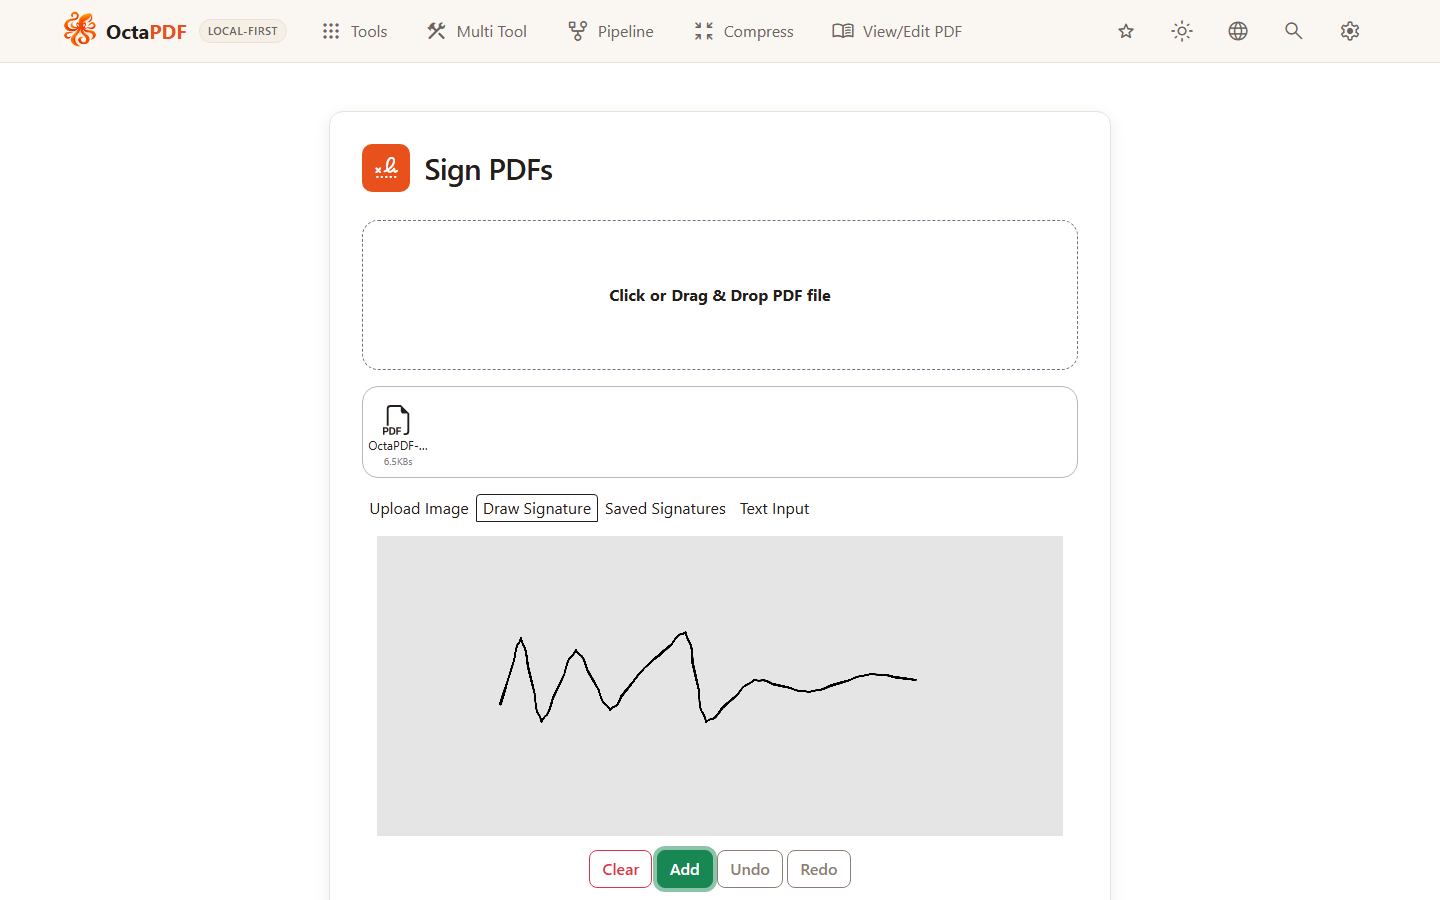 OctaPDF LOCAL-FIRST Tools Multi Tool Pipeline Compress View/Edit PDF
Sign PDFs
Click or Drag & Drop PDF file
PDF
OctaPDF-...
6.5KBs
Upload Image Draw Signature Saved Signatures Text Input
Clear Add Undo Redo